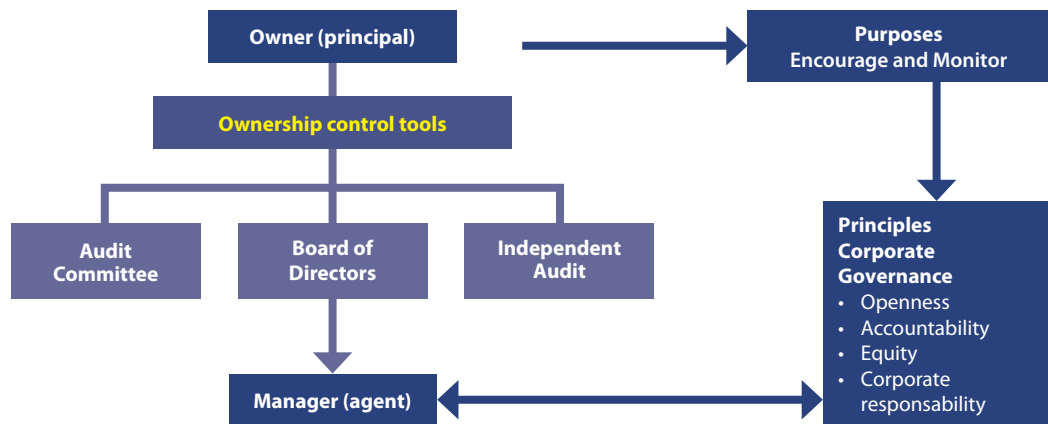 Owner (principal)
Purposes
Encourage and Monitor
Ownership control tools
Audit
Committee
Board of
Directors
Independent
Audit
Principles
Corporate
Governance
• Openness
• Accountability
• Equity
• Corporate
responsability
Manager (agent)